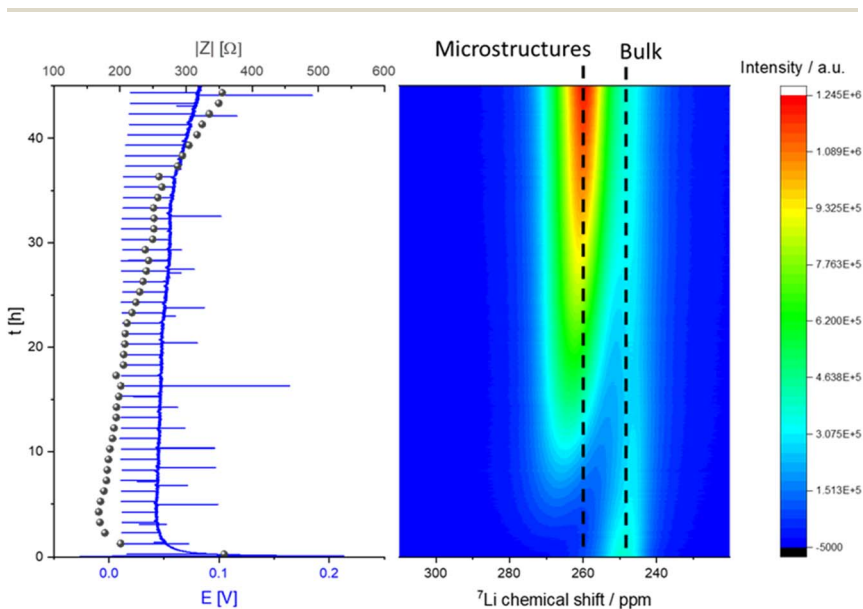 |Z| [Ω]
100 200 300 400 500 600
t [h]
40
30
20
10
0
0.0 0.1 0.2
E [V]
Microstructures Bulk
300 280 260 240
⁷Li chemical shift / ppm
Intensity / a.u.
1.245E+6
1.089E+6
9.325E+5
7.763E+5
6.200E+5
4.638E+5
3.075E+5
1.513E+5
-5000